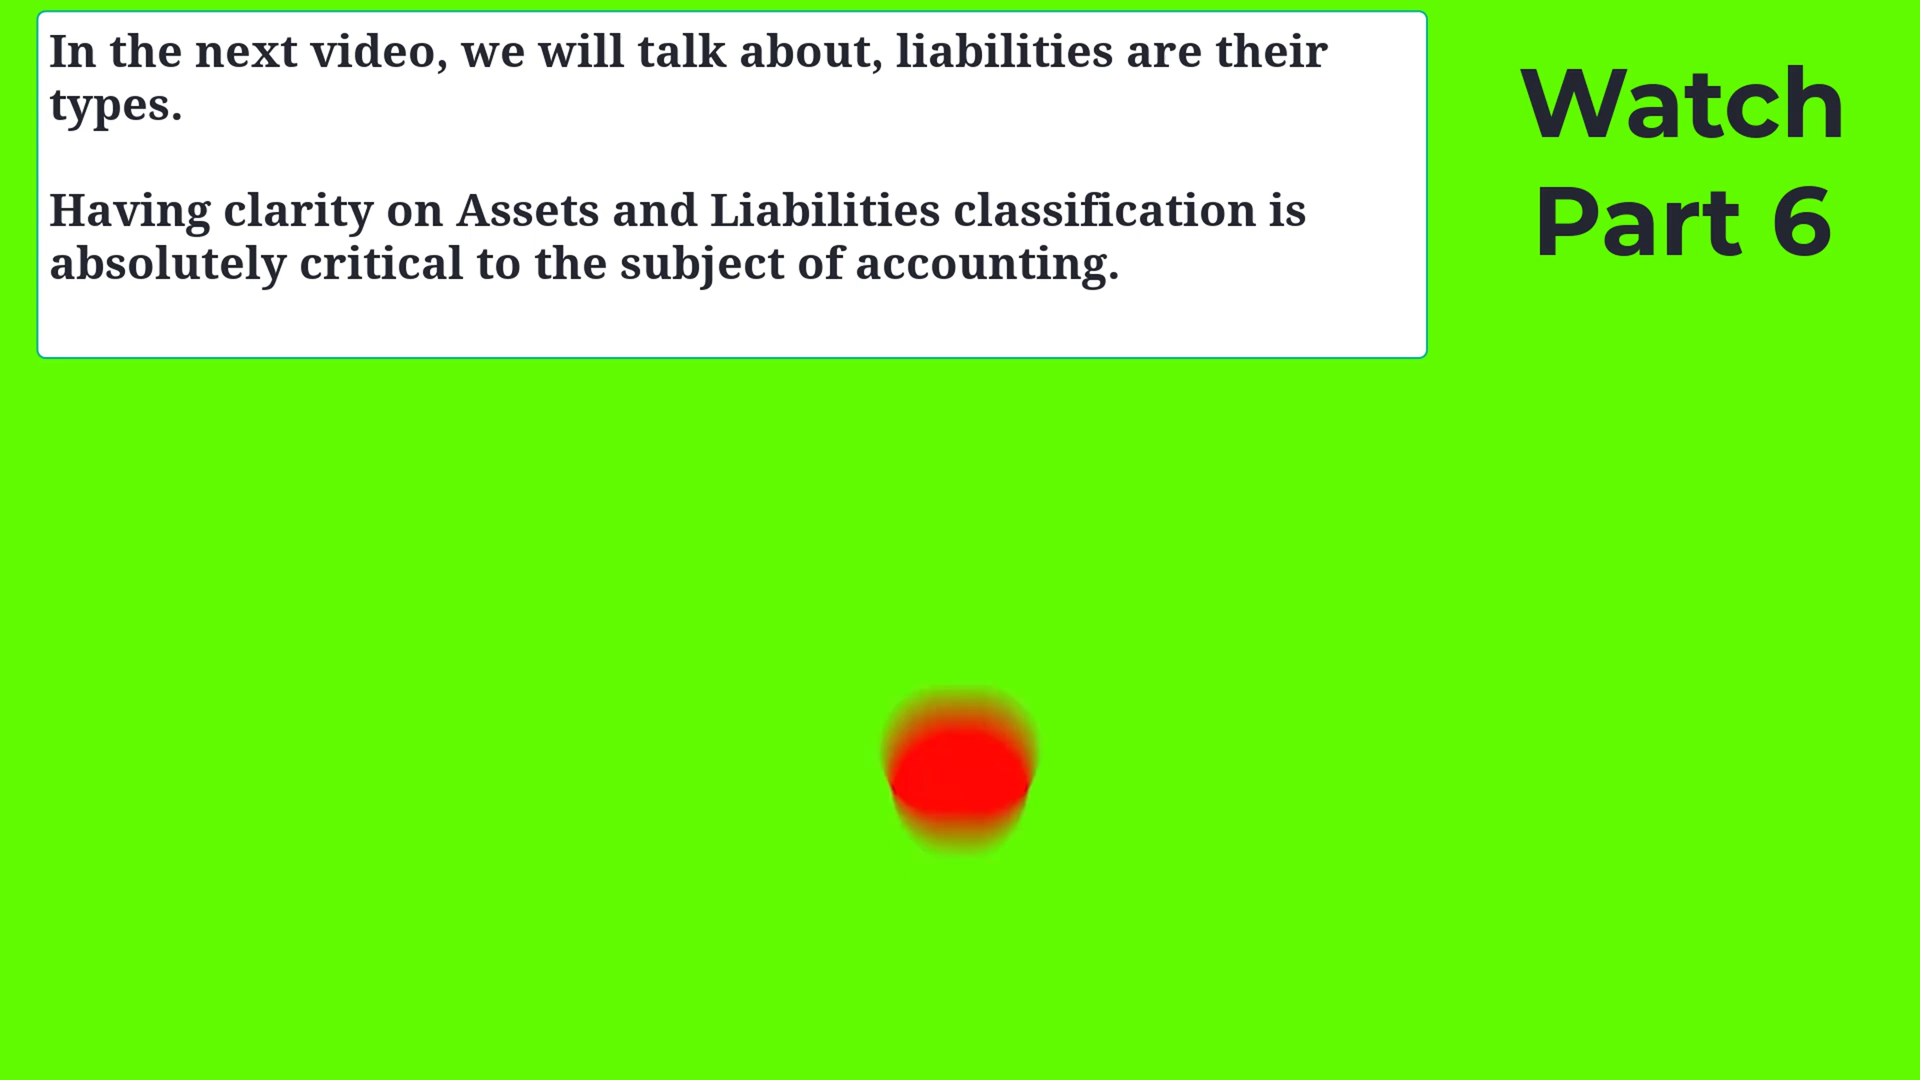 In the next video, we will talk about, liabilities are their
types.
Having clarity on Assets and Liabilities classification is
absolutely critical to the subject of accounting.
Watch
Part 6